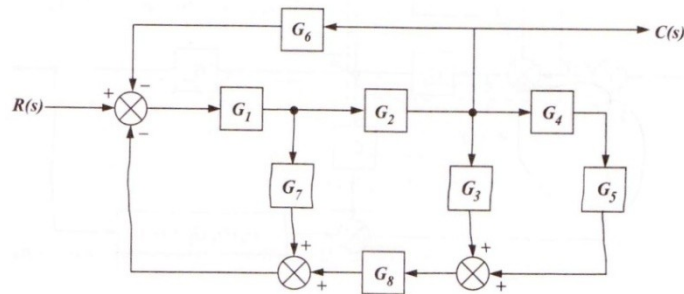 G6
C(s)
+ −
R(s) G1 G2 G4
−
G7 G3 G5
+ +
G8
+ +